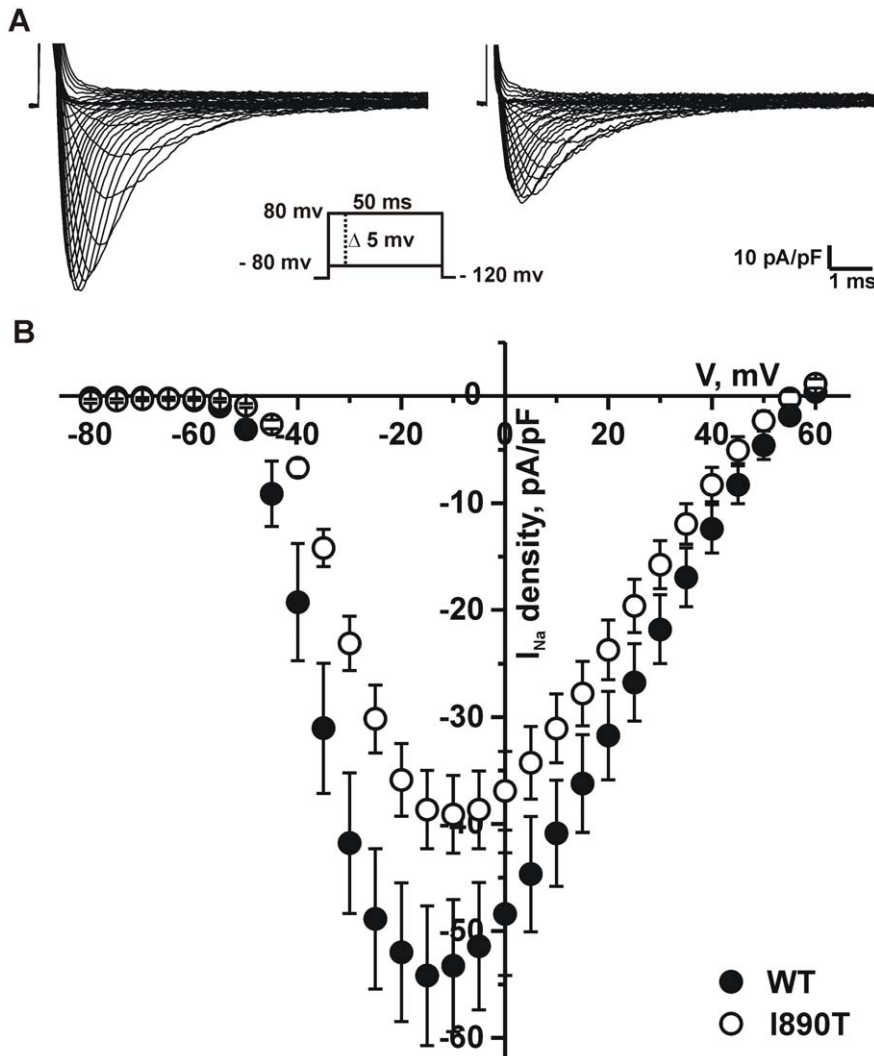 A
50 ms
80 mv
Δ 5 mv
- 80 mv
- 120 mv
10 pA/pF
1 ms
B
V, mV
0
-80 -60 -40 -20 0 20 40 60
-10
-20
-30
-40
-50
-60
I_Na density, pA/pF
WT
I890T